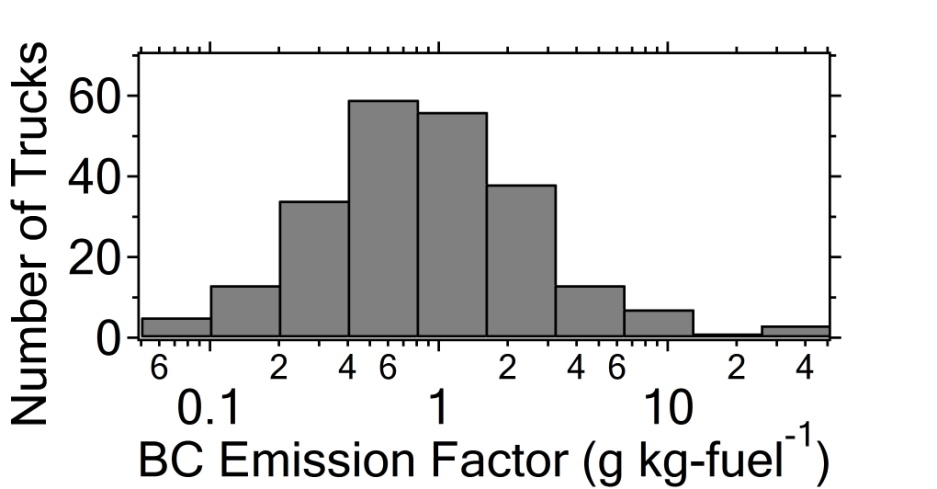 Number of Trucks
60
40
20
0
6 2 4 6 2 4 6 2 4
0.1 1 10
BC Emission Factor (g kg-fuel⁻¹)